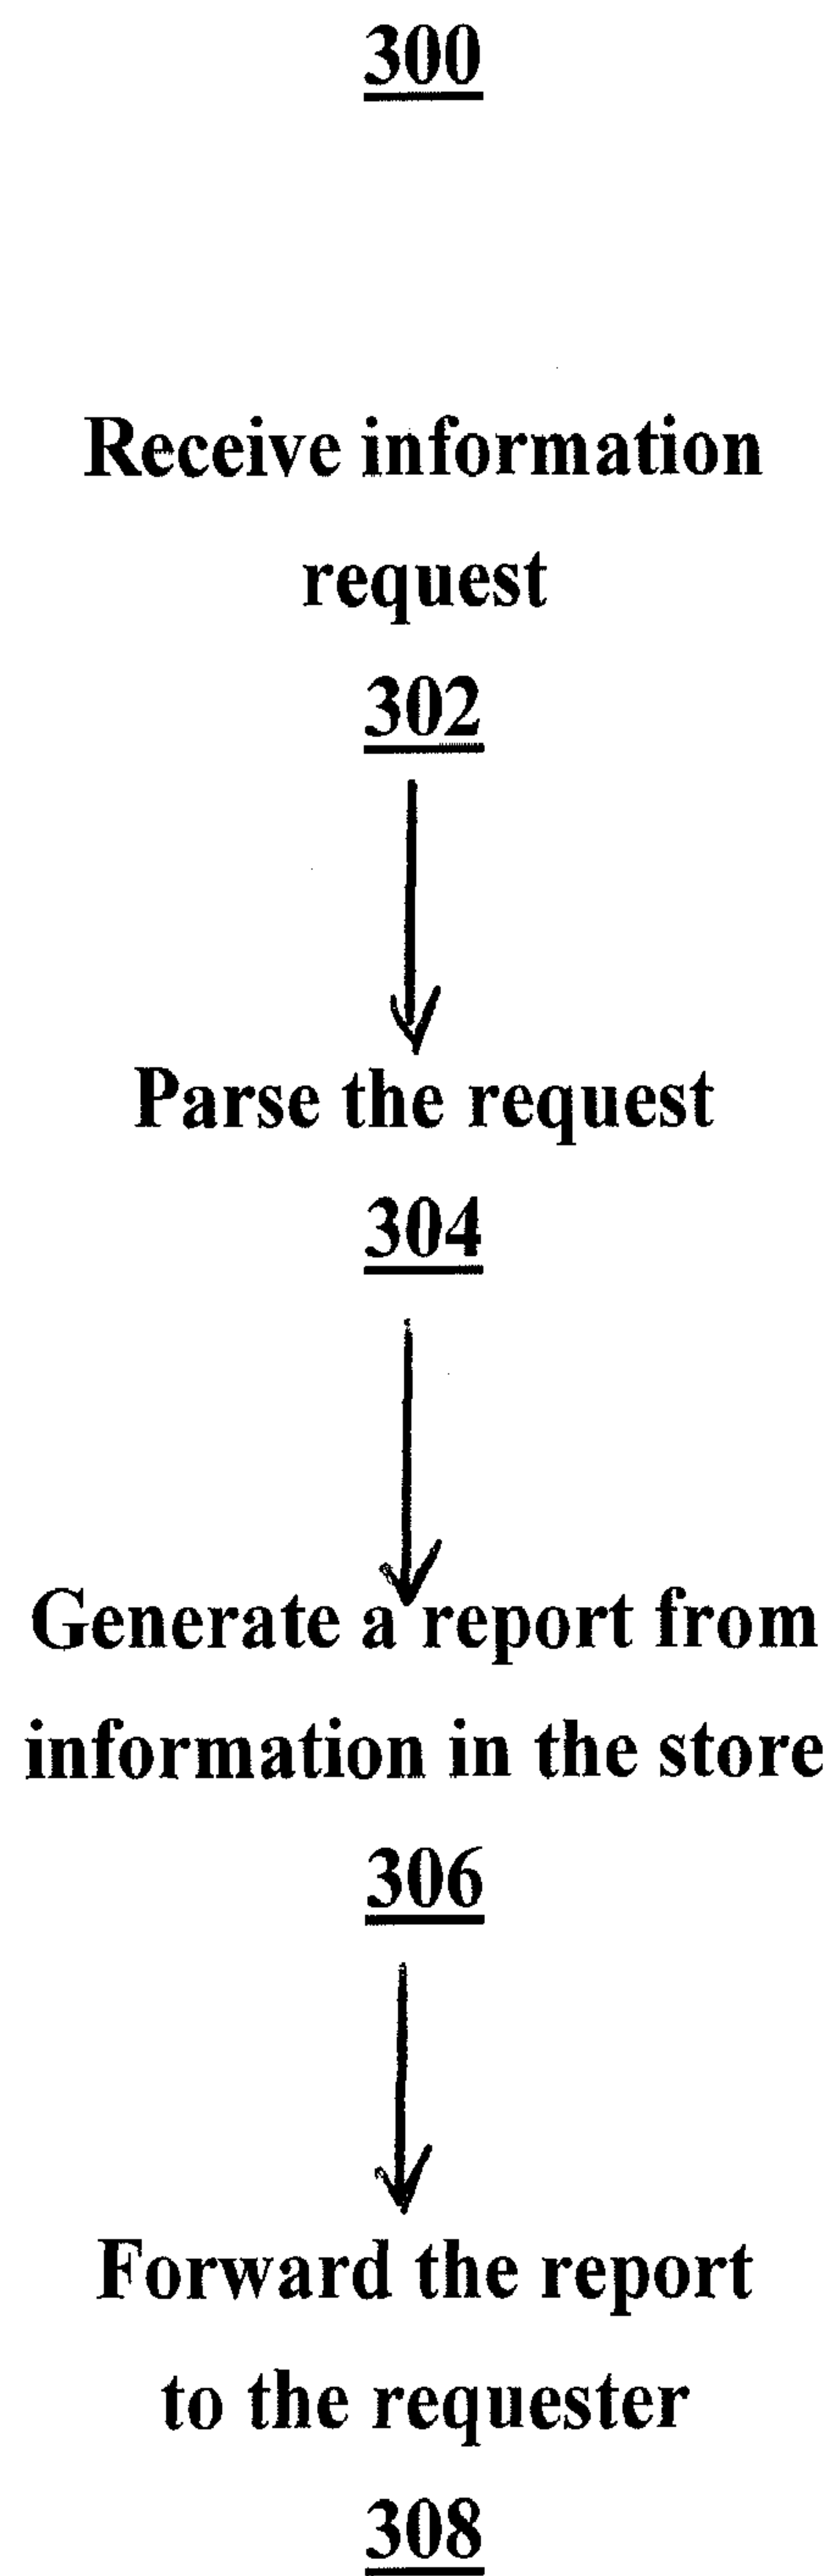 300
Receive information
request
302
Parse the request
304
Generate a report from
information in the store
306
Forward the report
to the requester
308